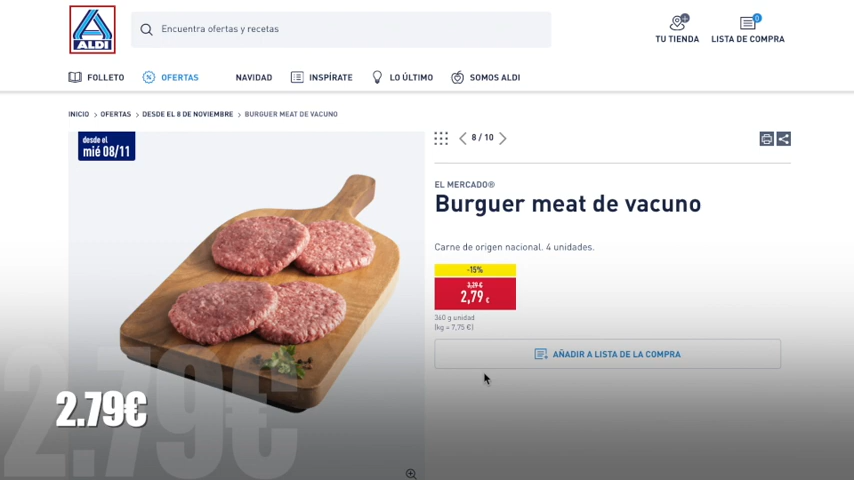 ALDI
Encuentra ofertas y recetas
TU TIENDA
0
LISTA DE COMPRA
FOLLETO
OFERTAS
NAVIDAD
INSPÍRATE
LO ÚLTIMO
SOMOS ALDI
INICIO > OFERTAS > DESDE EL 8 DE NOVIEMBRE > BURGUER MEAT DE VACUNO
desde el
mié 08/11
8 / 10
EL MERCADO®
Burguer meat de vacuno
Carne de origen nacional. 4 unidades.
-15%
3,29 €
2,79 €
360 g unidad
(kg = 7,75 €)
AÑADIR A LISTA DE LA COMPRA
2.79€
2.79€